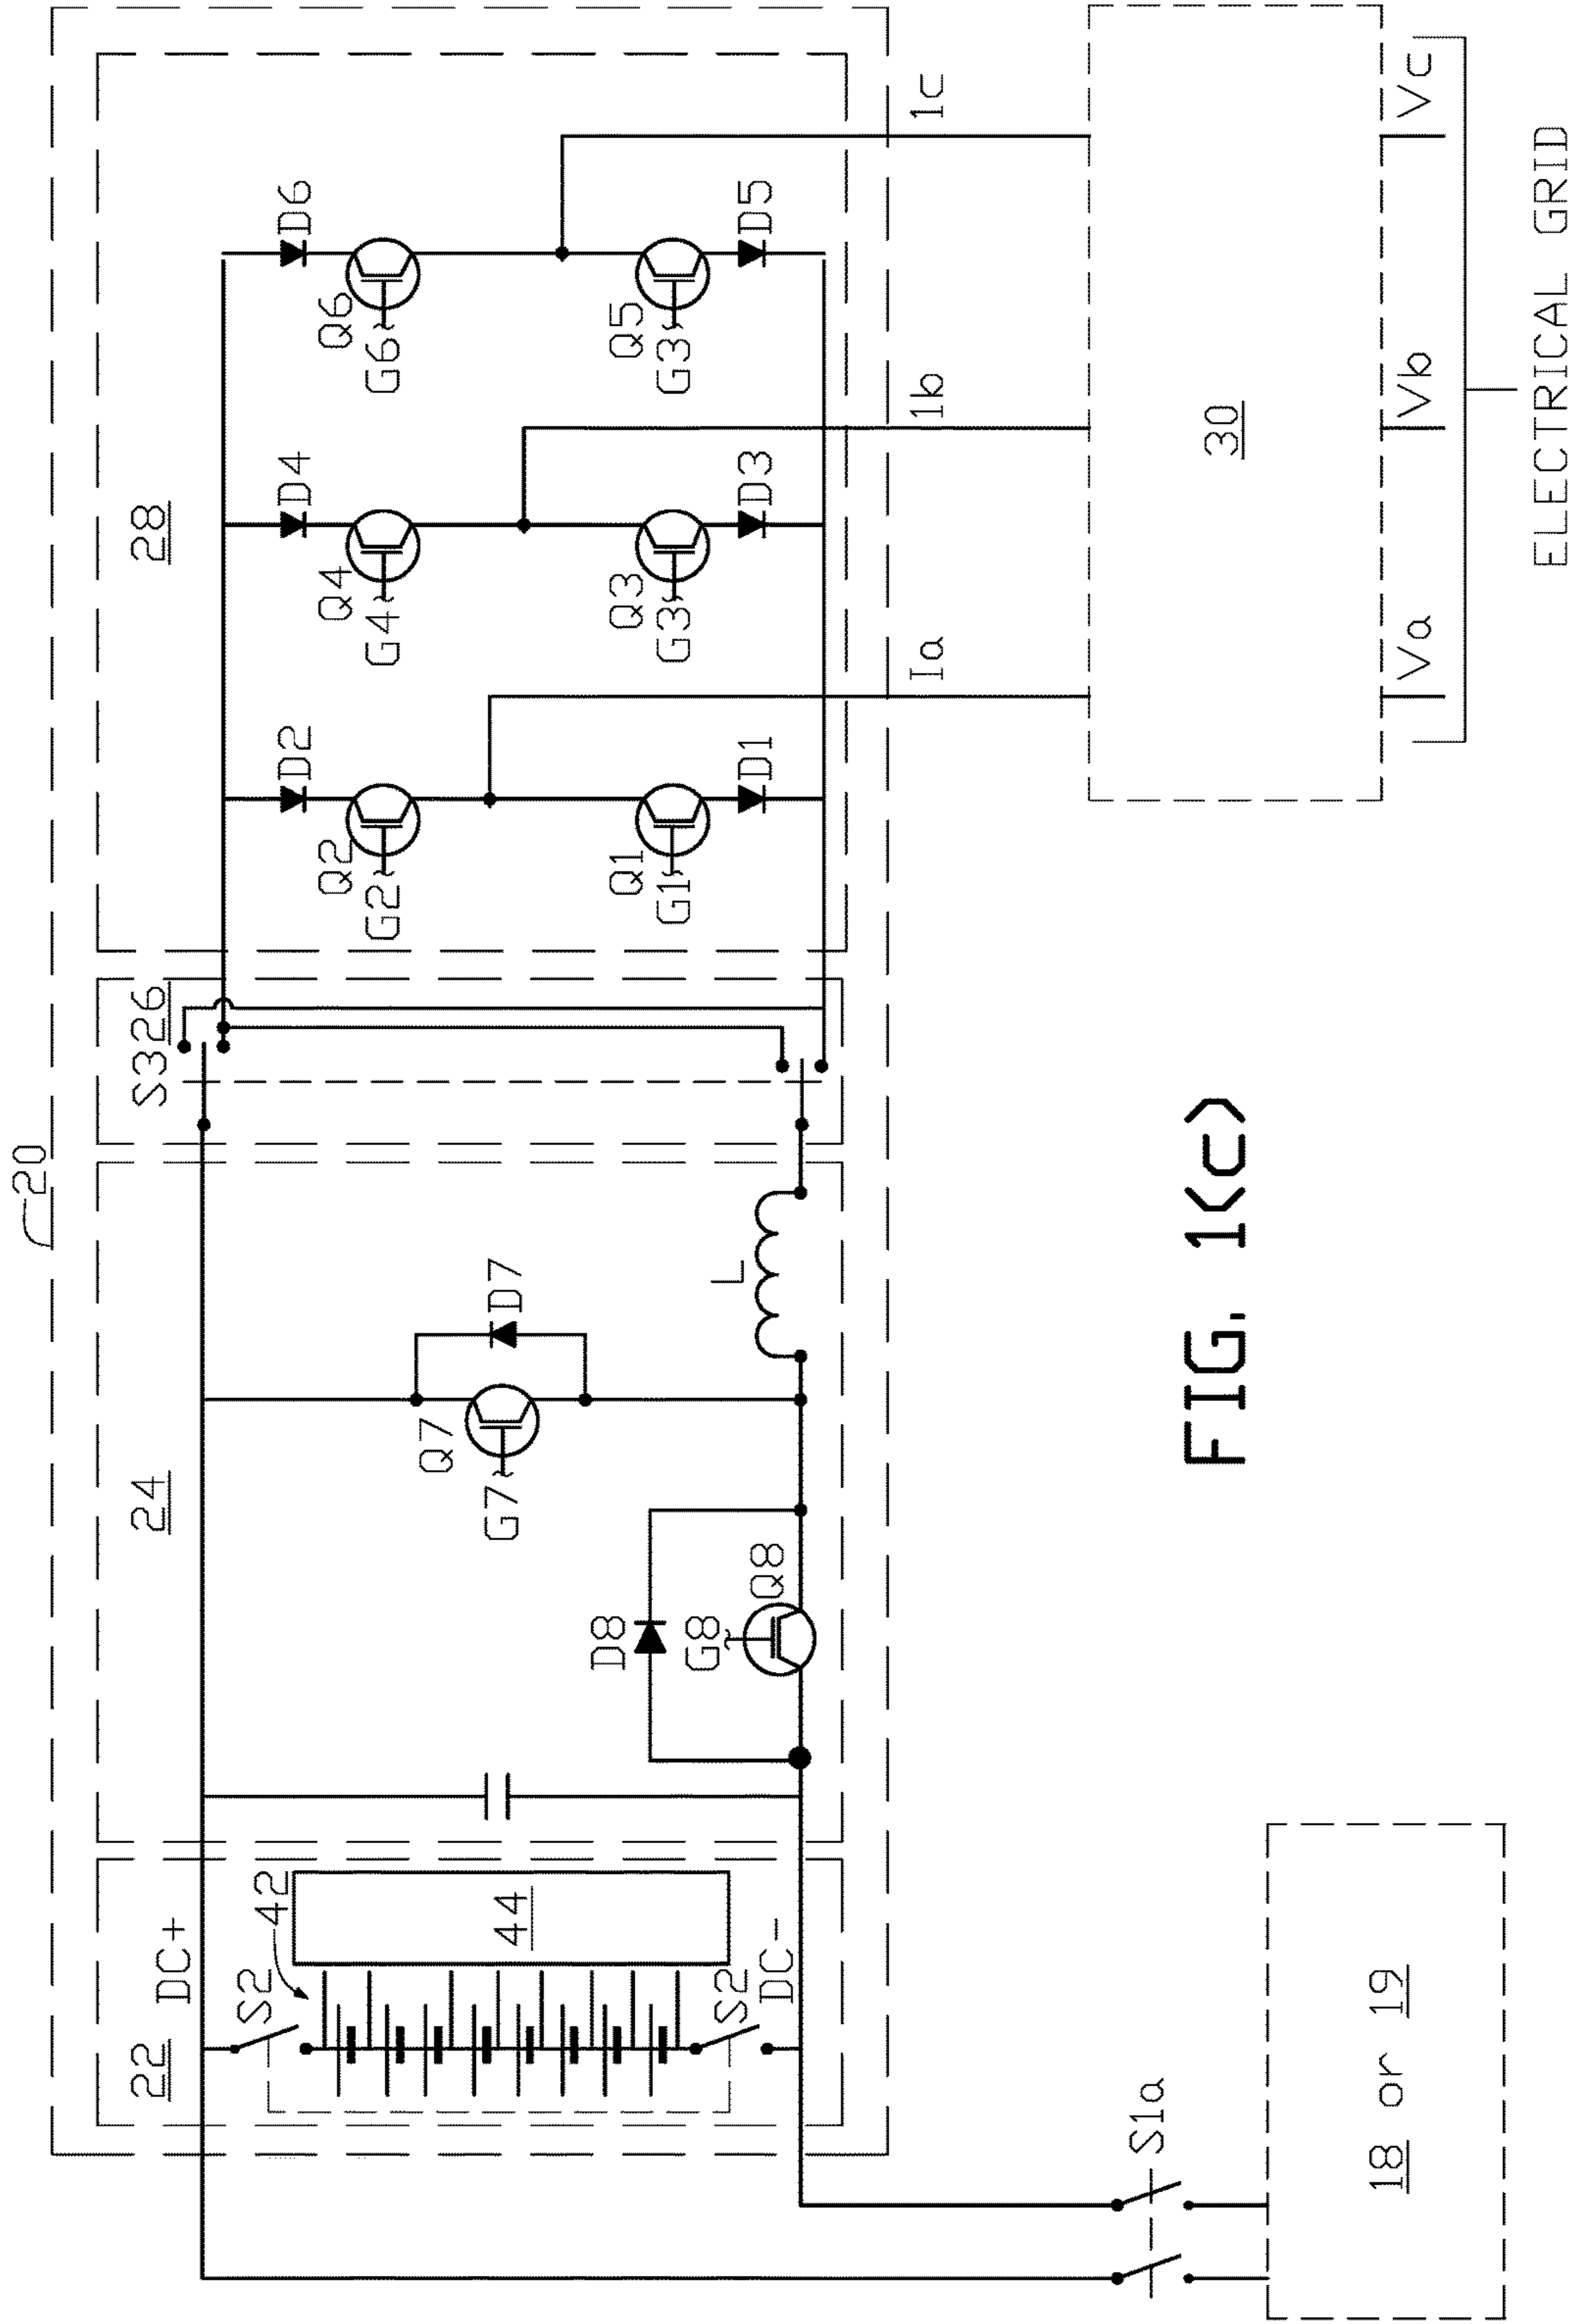 20
22
DC+
S2
42
44
S2
DC-
24
D8
G8
Q8
Q7
G7
D7
L
S3
26
28
D2
Q2
G2
Q1
G1
D1
D4
Q4
G4
Q3
G3
D3
D6
Q6
G6
Q5
G3
D5
Ia
1b
1c
30
Va
Vb
Vc
ELECTRICAL GRID
S1a
18 or 19
FIG. 1(c)